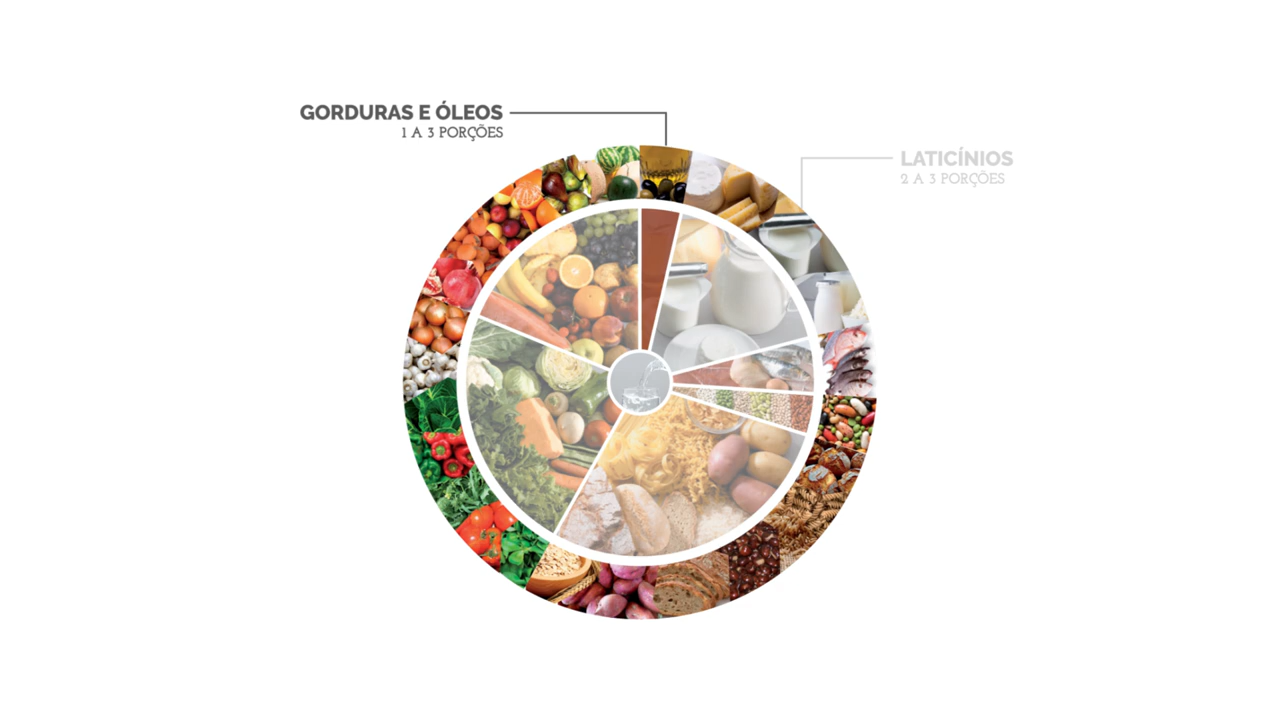 GORDURAS E ÓLEOS
1 A 3 PORÇÕES
LATICÍNIOS
2 A 3 PORÇÕES